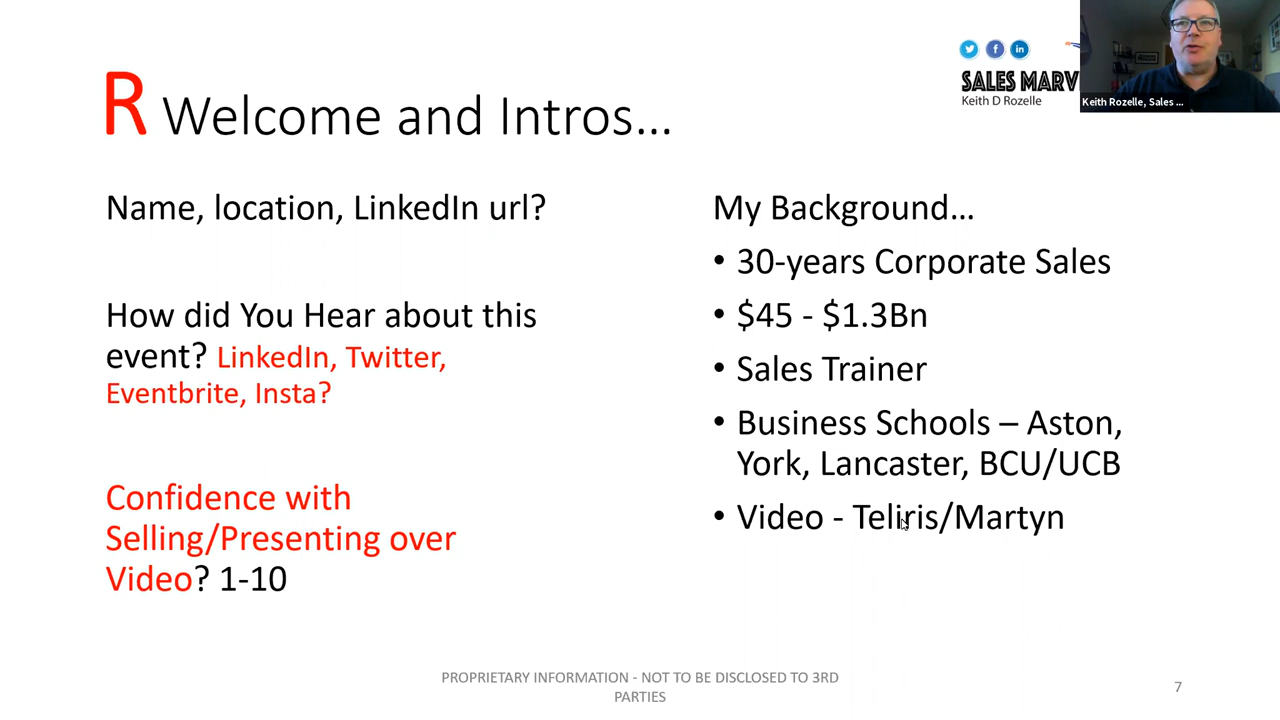 SALES MARV
Keith D Rozelle
Keith Rozelle, Sales ...
R Welcome and Intros...
Name, location, LinkedIn url?
How did You Hear about this
event? LinkedIn, Twitter,
Eventbrite, Insta?
Confidence with
Selling/Presenting over
Video? 1-10
My Background...
• 30-years Corporate Sales
• $45 - $1.3Bn
• Sales Trainer
• Business Schools – Aston,
York, Lancaster, BCU/UCB
• Video - Teliris/Martyn
PROPRIETARY INFORMATION - NOT TO BE DISCLOSED TO 3RD
PARTIES
7